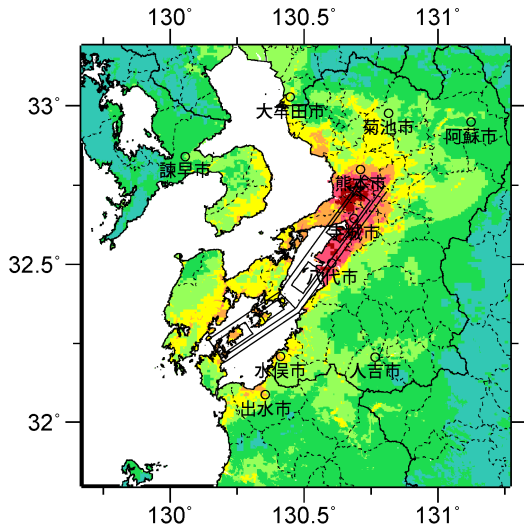 130° 130.5° 131°
33°
大牟田市
菊池市
阿蘇市
諫早市
熊本市
宇城市
32.5°
八代市
水俣市
人吉市
32°
出水市
130° 130.5° 131°